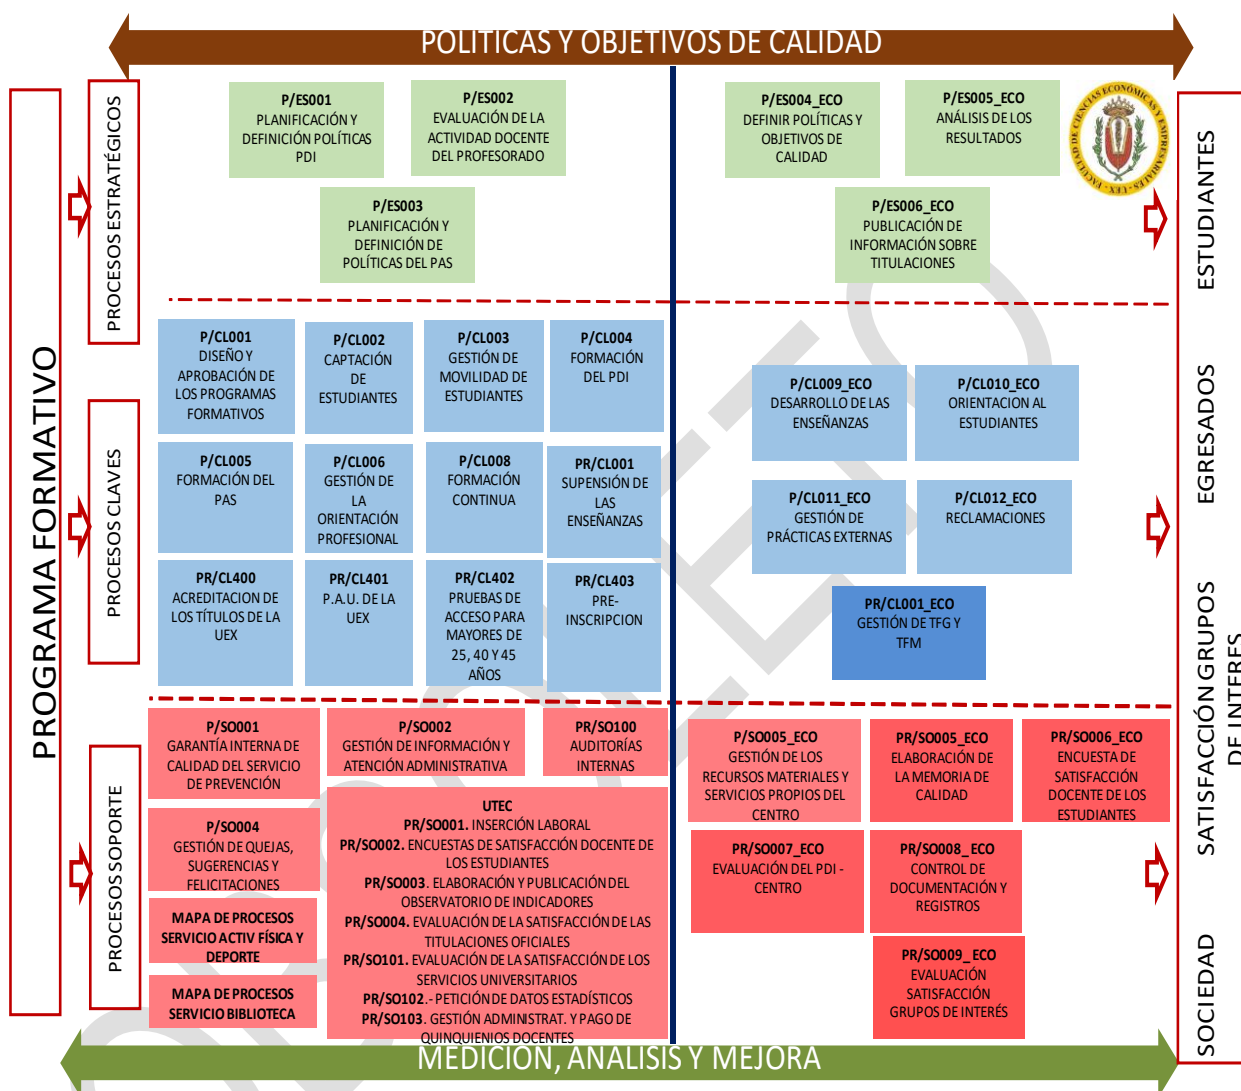 POLITICAS Y OBJETIVOS DE CALIDAD
PROGRAMA FORMATIVO
PROCESOS ESTRATÉGICOS
P/ES001
PLANIFICACIÓN Y
DEFINICIÓN POLÍTICAS
PDI
P/ES002
EVALUACIÓN DE LA
ACTIVIDAD DOCENTE
DEL PROFESORADO
P/ES003
PLANIFICACIÓN Y
DEFINICIÓN DE
POLÍTICAS DEL PAS
P/ES004_ECO
DEFINIR POLÍTICAS Y
OBJETIVOS DE
CALIDAD
P/ES005_ECO
ANÁLISIS DE LOS
RESULTADOS
P/ES006_ECO
PUBLICACIÓN DE
INFORMACIÓN SOBRE
TITULACIONES
FACULTAD DE CIENCIAS ECONÓMICAS Y EMPRESARIALES - UEX -
PROCESOS CLAVES
P/CL001
DISEÑO Y
APROBACIÓN DE
LOS PROGRAMAS
FORMATIVOS
P/CL002
CAPTACIÓN
DE
ESTUDIANTES
P/CL003
GESTIÓN DE
MOVILIDAD DE
ESTUDIANTES
P/CL004
FORMACIÓN
DEL PDI
P/CL005
FORMACIÓN DEL
PAS
P/CL006
GESTIÓN DE
LA
ORIENTACIÓN
PROFESIONAL
P/CL008
FORMACIÓN
CONTINUA
PR/CL001
SUPENSIÓN DE
LAS
ENSEÑANZAS
PR/CL400
ACREDITACION DE
LOS TÍTULOS DE LA
UEX
PR/CL401
P.A.U. DE LA
UEX
PR/CL402
PRUEBAS DE
ACCESO PARA
MAYORES DE
25, 40 Y 45
AÑOS
PR/CL403
PRE-
INSCRIPCION
P/CL009_ECO
DESARROLLO DE LAS
ENSEÑANZAS
P/CL010_ECO
ORIENTACION AL
ESTUDIANTES
P/CL011_ECO
GESTIÓN DE
PRÁCTICAS EXTERNAS
P/CL012_ECO
RECLAMACIONES
PR/CL001_ECO
GESTIÓN DE TFG Y
TFM
PROCESOS SOPORTE
P/SO001
GARANTÍA INTERNA DE
CALIDAD DEL SERVICIO
DE PREVENCIÓN
P/SO002
GESTIÓN DE INFORMACIÓN Y
ATENCIÓN ADMINISTRATIVA
PR/SO100
AUDITORÍAS
INTERNAS
P/SO004
GESTIÓN DE QUEJAS,
SUGERENCIAS Y
FELICITACIONES
MAPA DE PROCESOS
SERVICIO ACTIV FÍSICA Y
DEPORTE
MAPA DE PROCESOS
SERVICIO BIBLIOTECA
UTEC
PR/SO001. INSERCIÓN LABORAL
PR/SO002. ENCUESTAS DE SATISFACCIÓN DOCENTE DE
LOS ESTUDIANTES
PR/SO003. ELABORACIÓN Y PUBLICACIÓN DEL
OBSERVATORIO DE INDICADORES
PR/SO004. EVALUACIÓN DE LA SATISFACCIÓN DE LAS
TITULACIONES OFICIALES
PR/SO101. EVALUACIÓN DE LA SATISFACCIÓN DE LOS
SERVICIOS UNIVERSITARIOS
PR/SO102.- PETICIÓN DE DATOS ESTADÍSTICOS
PR/SO103. GESTIÓN ADMINISTRAT. Y PAGO DE
QUINQUIENIOS DOCENTES
P/SO005_ECO
GESTIÓN DE LOS
RECURSOS MATERIALES Y
SERVICIOS PROPIOS DEL
CENTRO
PR/SO005_ECO
ELABORACIÓN DE
LA MEMORIA DE
CALIDAD
PR/SO006_ECO
ENCUESTA DE
SATISFACCIÓN
DOCENTE DE LOS
ESTUDIANTES
PR/SO007_ECO
EVALUACIÓN DEL PDI -
CENTRO
PR/SO008_ECO
CONTROL DE
DOCUMENTACIÓN Y
REGISTROS
PR/SO009_ECO
EVALUACIÓN
SATISFACCIÓN
GRUPOS DE INTERÉS
ESTUDIANTES
EGRESADOS
SATISFACCIÓN GRUPOS
DE INTERES
SOCIEDAD
MEDICION, ANALISIS Y MEJORA